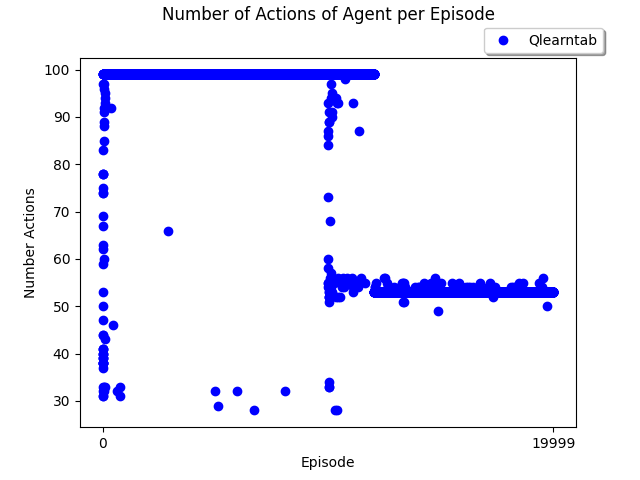 Number of Actions of Agent per Episode
Qlearntab
100
90
80
70
60
50
40
30
Number Actions
0
19999
Episode